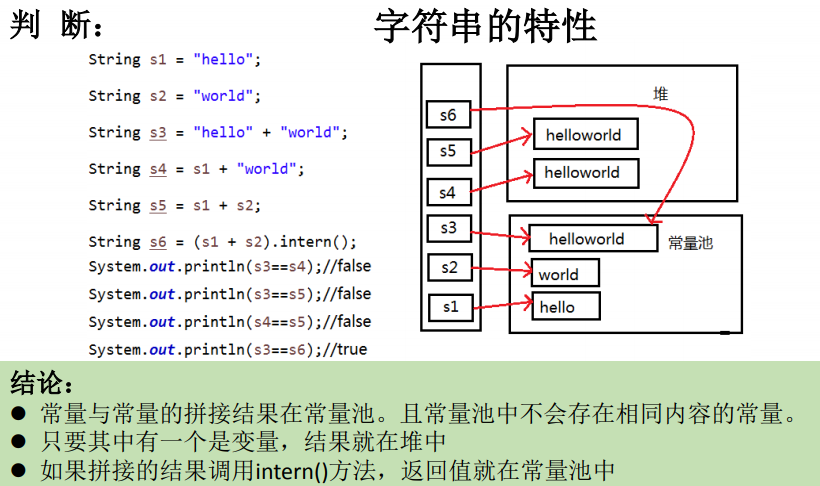 判 断：
字符串的特性
String s1 = "hello";
String s2 = "world";
String s3 = "hello" + "world";
String s4 = s1 + "world";
String s5 = s1 + s2;
String s6 = (s1 + s2).intern();
System.out.println(s3==s4);//false
System.out.println(s3==s5);//false
System.out.println(s4==s5);//false
System.out.println(s3==s6);//true
堆
s6
s5
helloworld
s4
helloworld
s3
helloworld
常量池
s2
world
s1
hello
结论：
● 常量与常量的拼接结果在常量池。且常量池中不会存在相同内容的常量。
● 只要其中有一个是变量，结果就在堆中
● 如果拼接的结果调用intern()方法，返回值就在常量池中